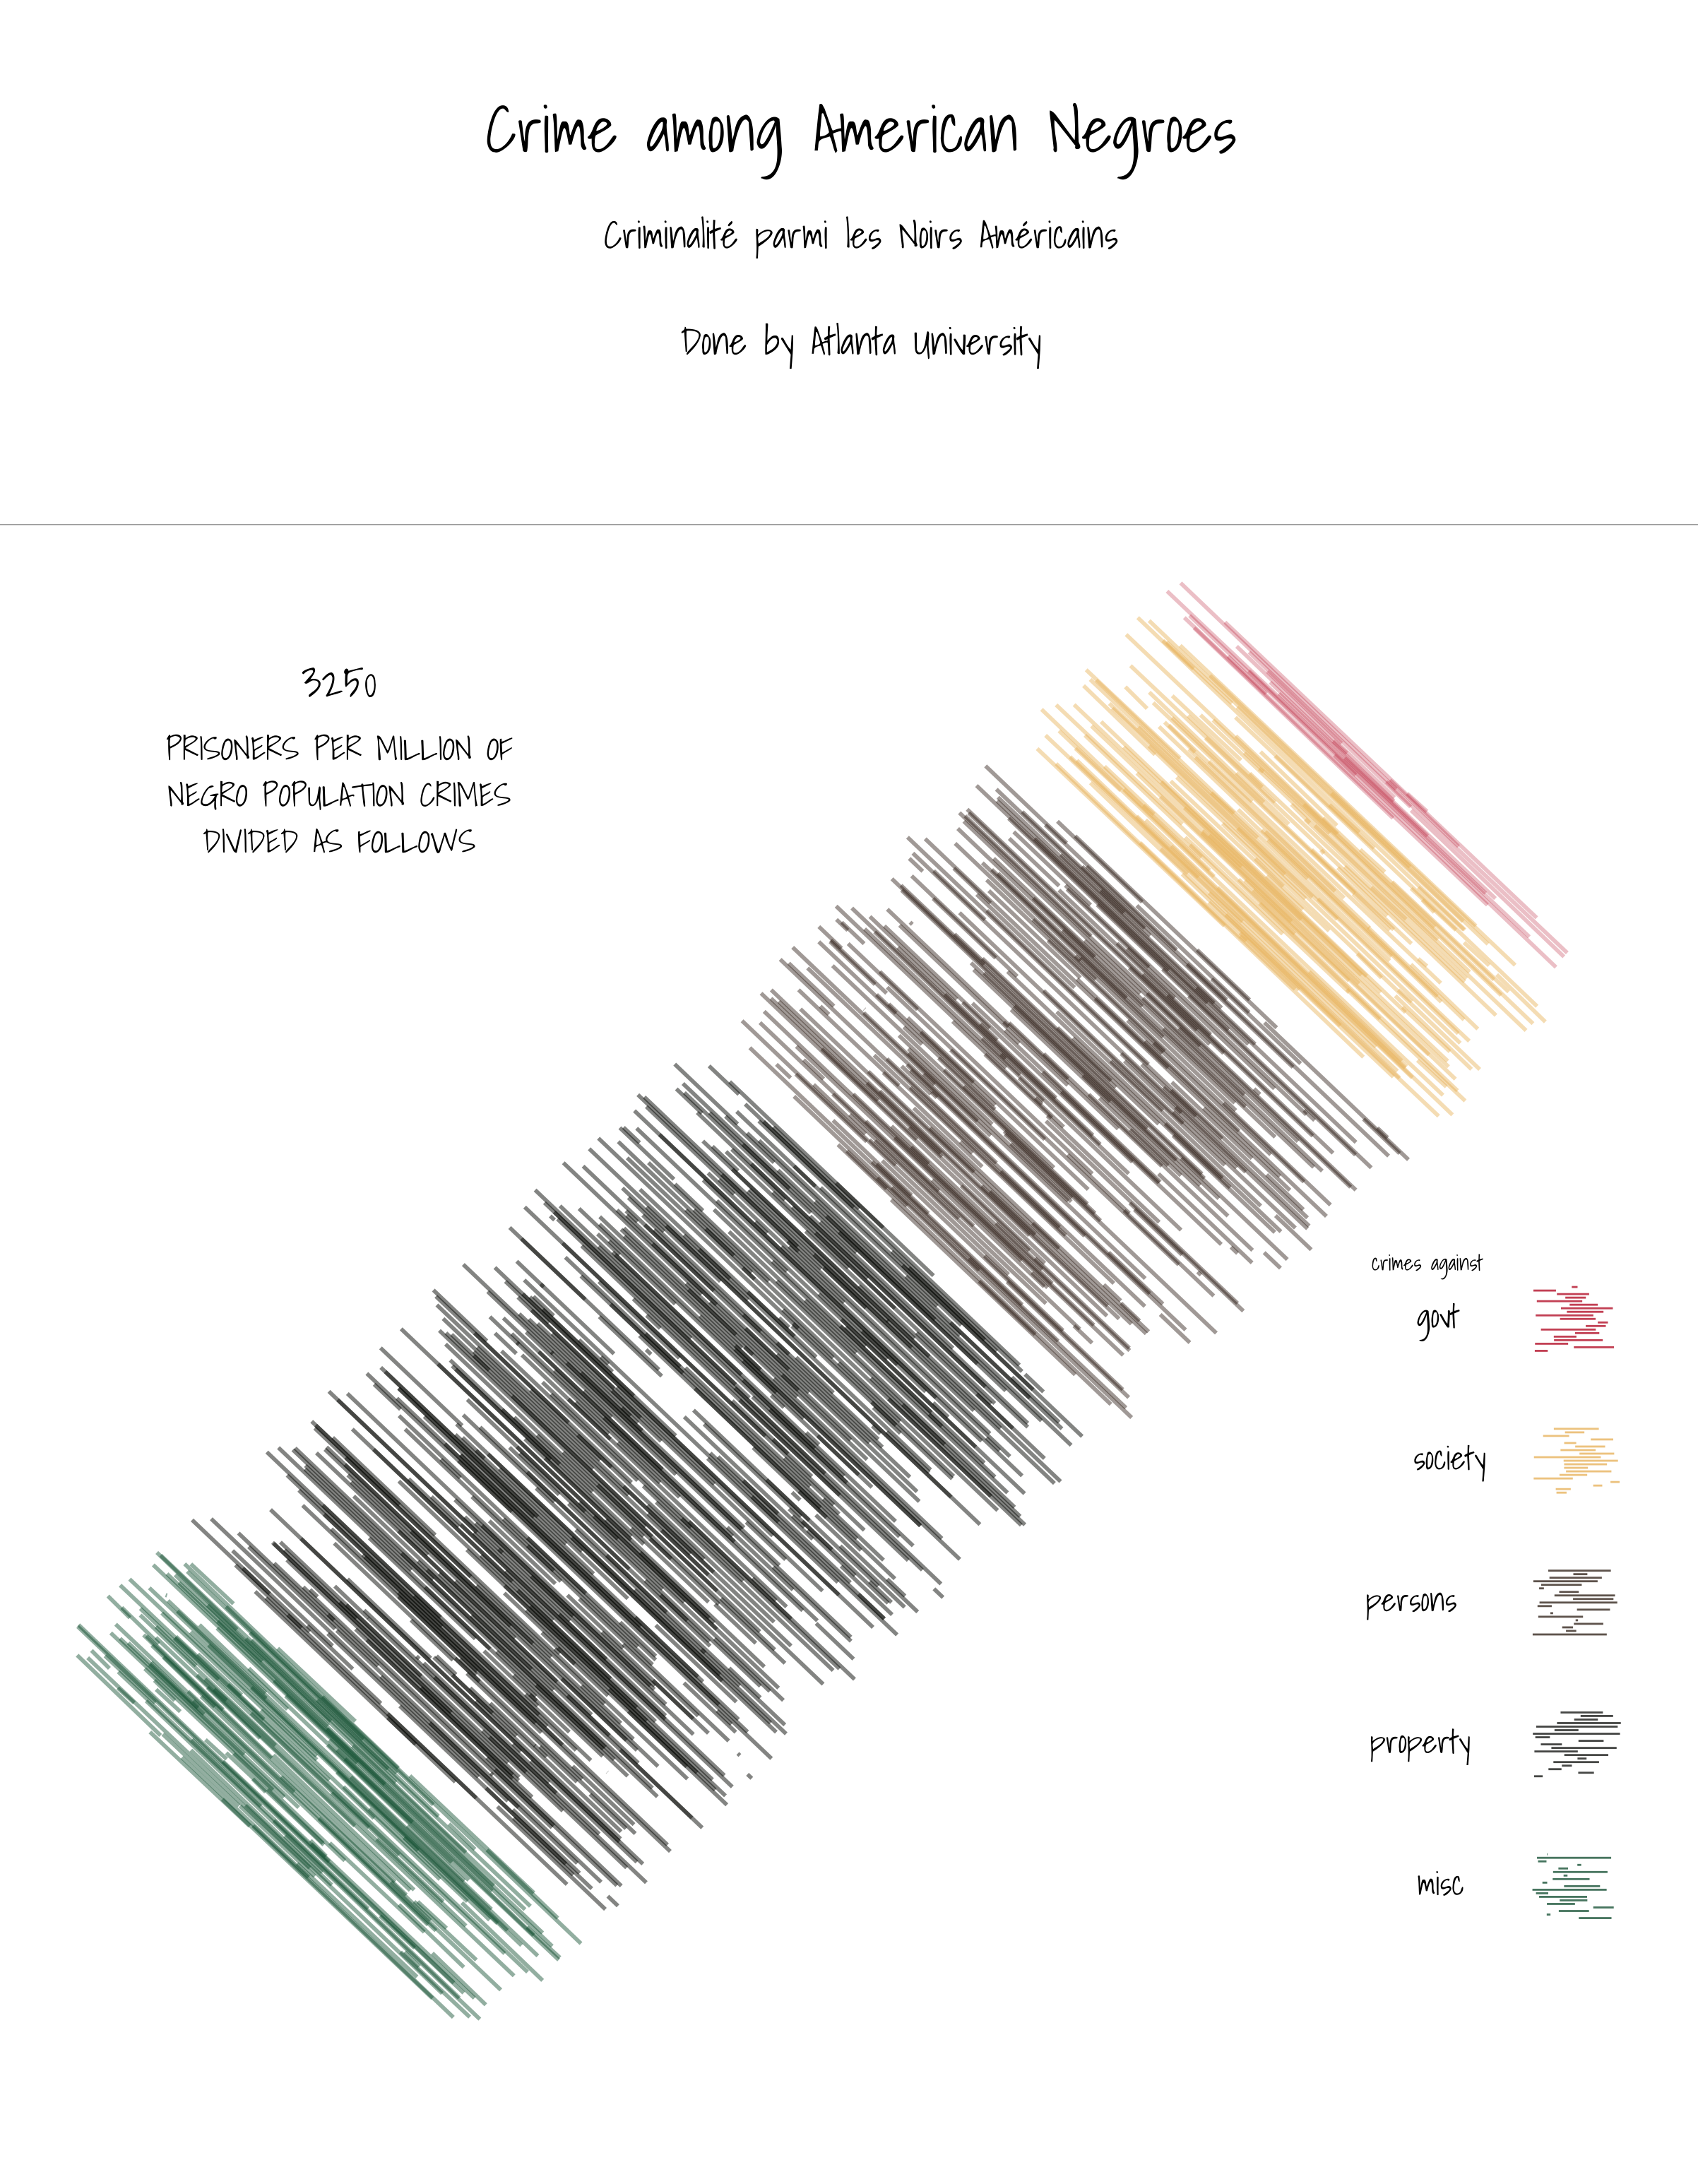 Crime among American Negroes
Criminalité parmi les Noirs Américains
Done by Atlanta University
3250
PRISONERS PER MILLION OF
NEGRO POPULATION CRIMES
DIVIDED AS FOLLOWS
crimes against
govt
society
persons
property
misc